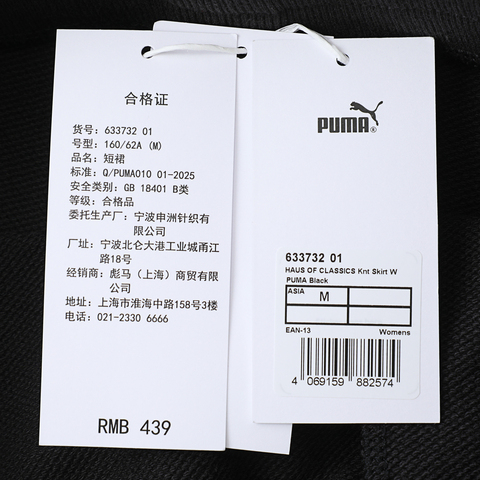 合格证
货号: 633732 01
号型: 160/62A (M)
品名: 短裙
标准: Q/PUMA010 01-2025
安全类别: GB 18401 B类
等级: 合格品
委托生产厂: 宁波申洲针织有
限公司
厂址: 宁波北仑大港工业城甬江
路18号
经销商: 彪马（上海）商贸有限
公司
地址: 上海市淮海中路158号3楼
电话: 021-2330 6666
RMB 439
PUMA®
633732 01
HAUS OF CLASSICS Knt Skirt W
PUMA Black
ASIA M
EAN-13 Womens
4 069159 882574